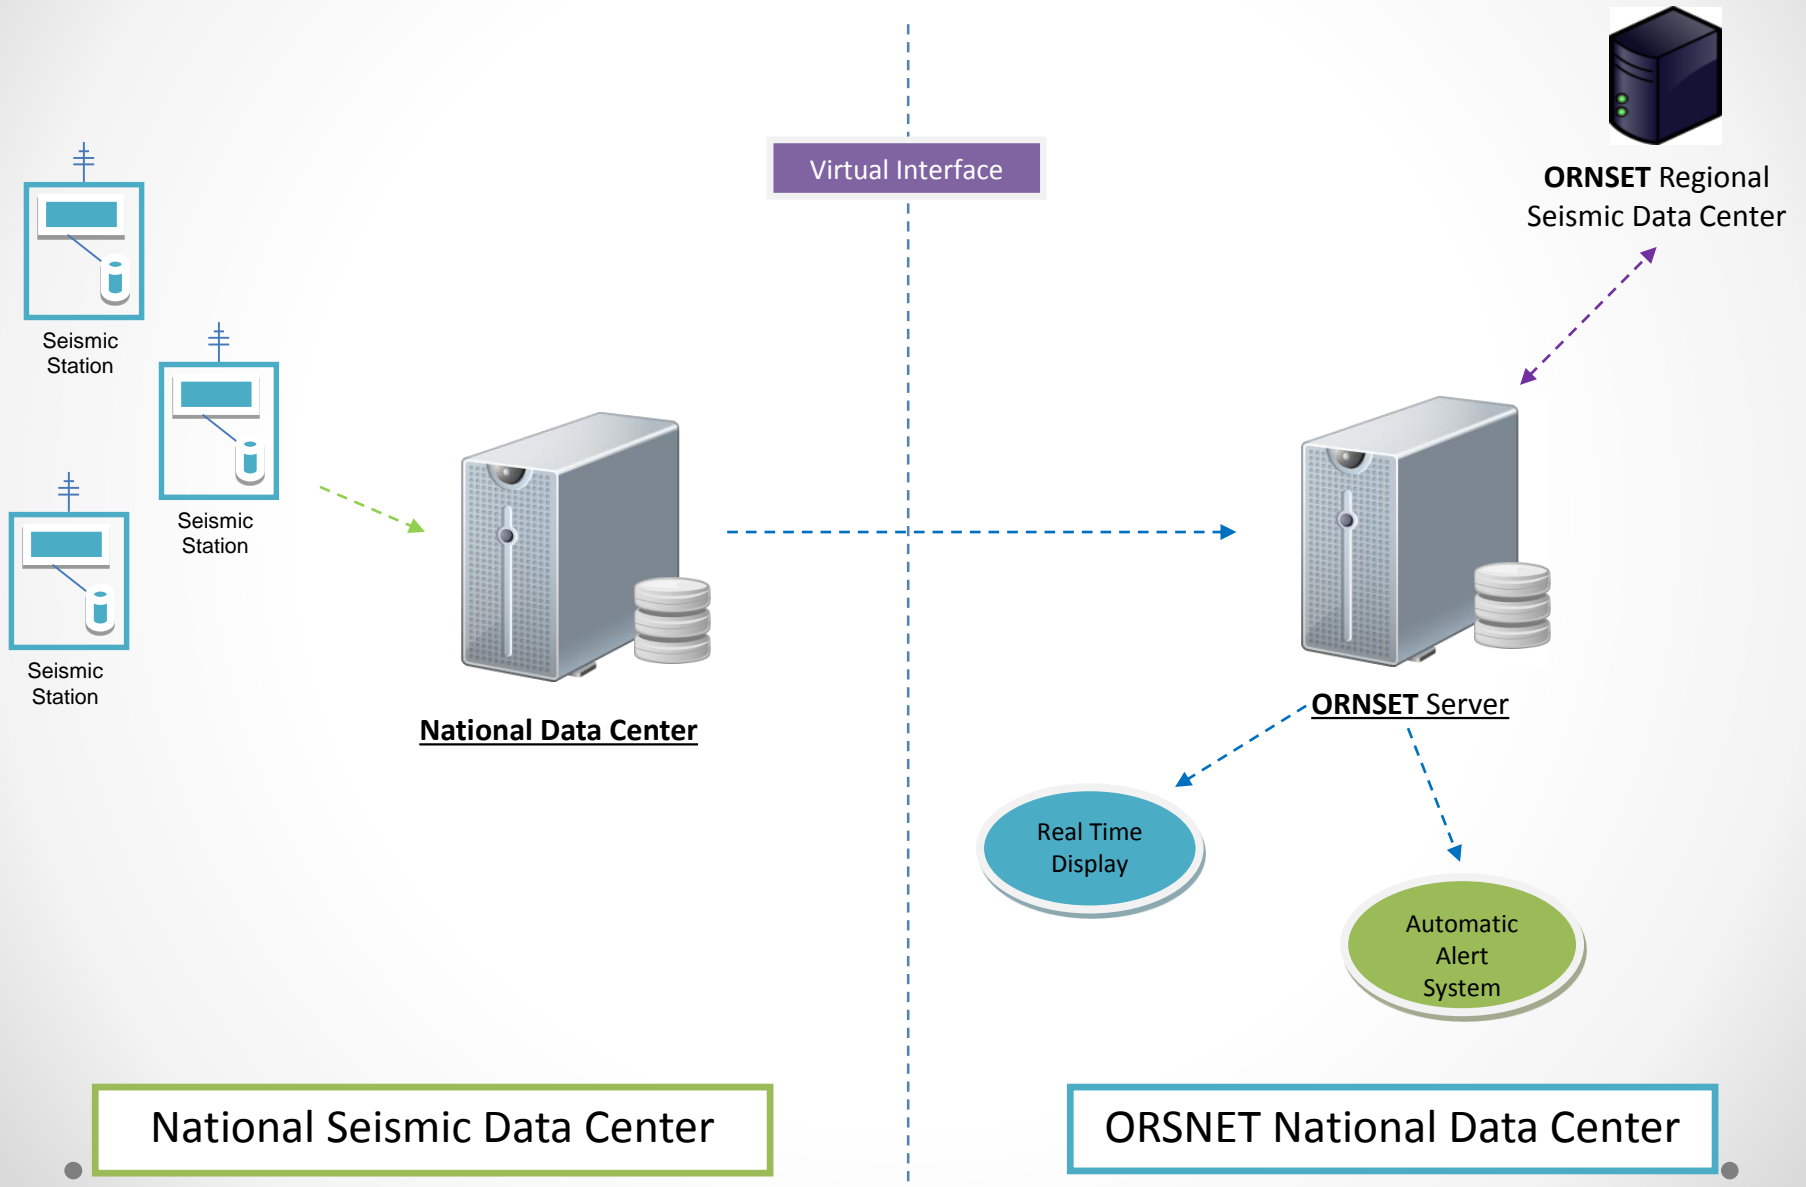 Virtual Interface
ORNSET Regional
Seismic Data Center
Seismic
Station
Seismic
Station
Seismic
Station
National Data Center
ORNSET Server
Real Time
Display
Automatic
Alert
System
National Seismic Data Center
ORSNET National Data Center